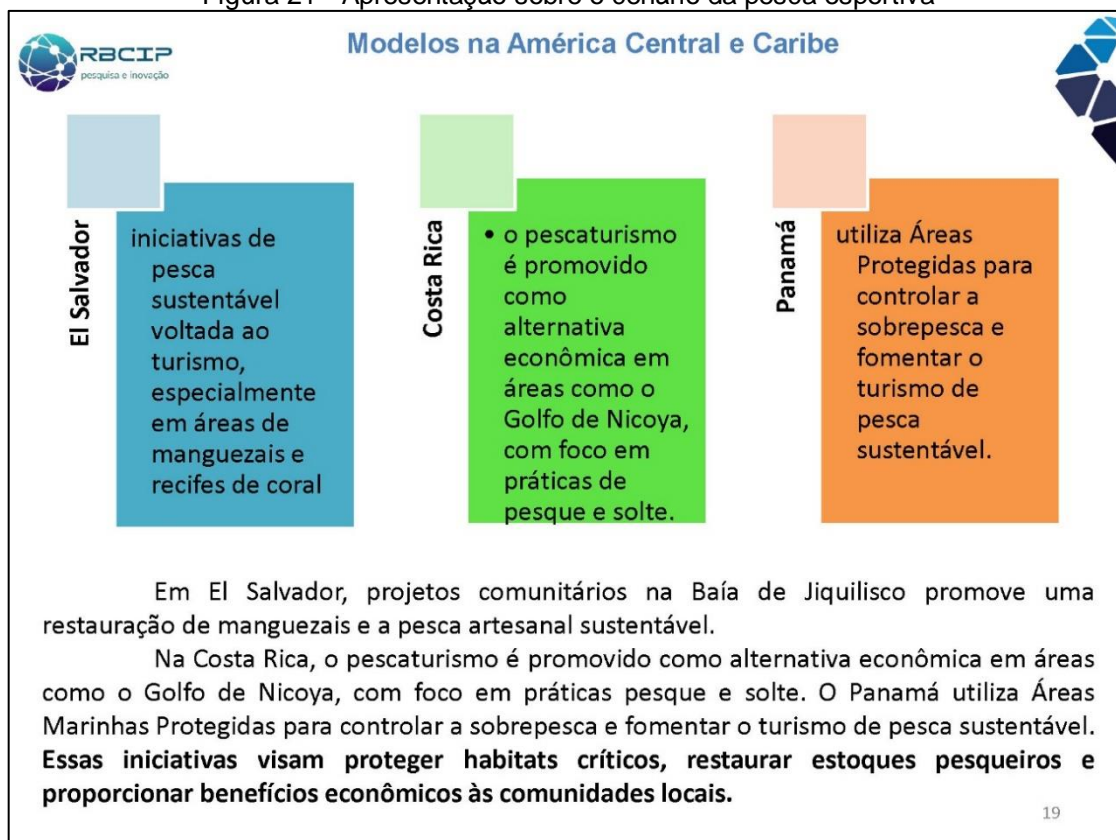 Figura 21 – Apresentação sobre o cenário da pesca esportiva
RBCIP
pesquisa e inovação
Modelos na América Central e Caribe
El Salvador
iniciativas de
pesca
sustentável
voltada ao
turismo,
especialmente
em áreas de
manguezais e
recifes de coral
Costa Rica
• o pescaturismo
é promovido
como
alternativa
econômica em
áreas como o
Golfo de Nicoya,
com foco em
práticas de
pesque e solte.
Panamá
utiliza Áreas
Protegidas para
controlar a
sobrepesca e
fomentar o
turismo de
pesca
sustentável.
Em El Salvador, projetos comunitários na Baía de Jiquilisco promove uma
restauração de manguezais e a pesca artesanal sustentável.
Na Costa Rica, o pescaturismo é promovido como alternativa econômica em áreas
como o Golfo de Nicoya, com foco em práticas pesque e solte. O Panamá utiliza Áreas
Marinhas Protegidas para controlar a sobrepesca e fomentar o turismo de pesca sustentável.
Essas iniciativas visam proteger habitats críticos, restaurar estoques pesqueiros e
proporcionar benefícios econômicos às comunidades locais.
19